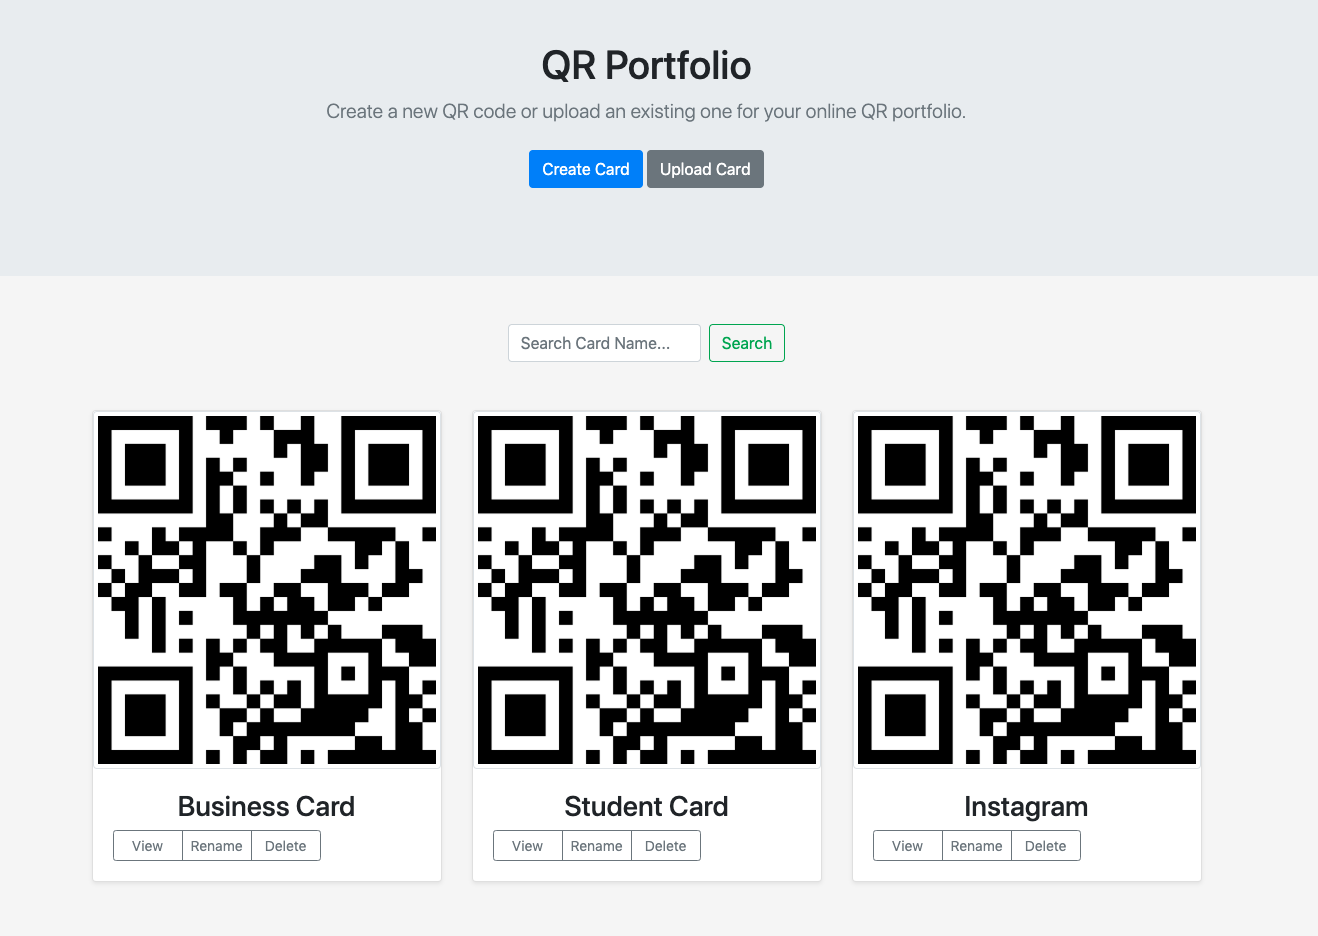 QR Portfolio
Create a new QR code or upload an existing one for your online QR portfolio.
Create Card Upload Card
Search Card Name... Search
Business Card
View Rename Delete
Student Card
View Rename Delete
Instagram
View Rename Delete